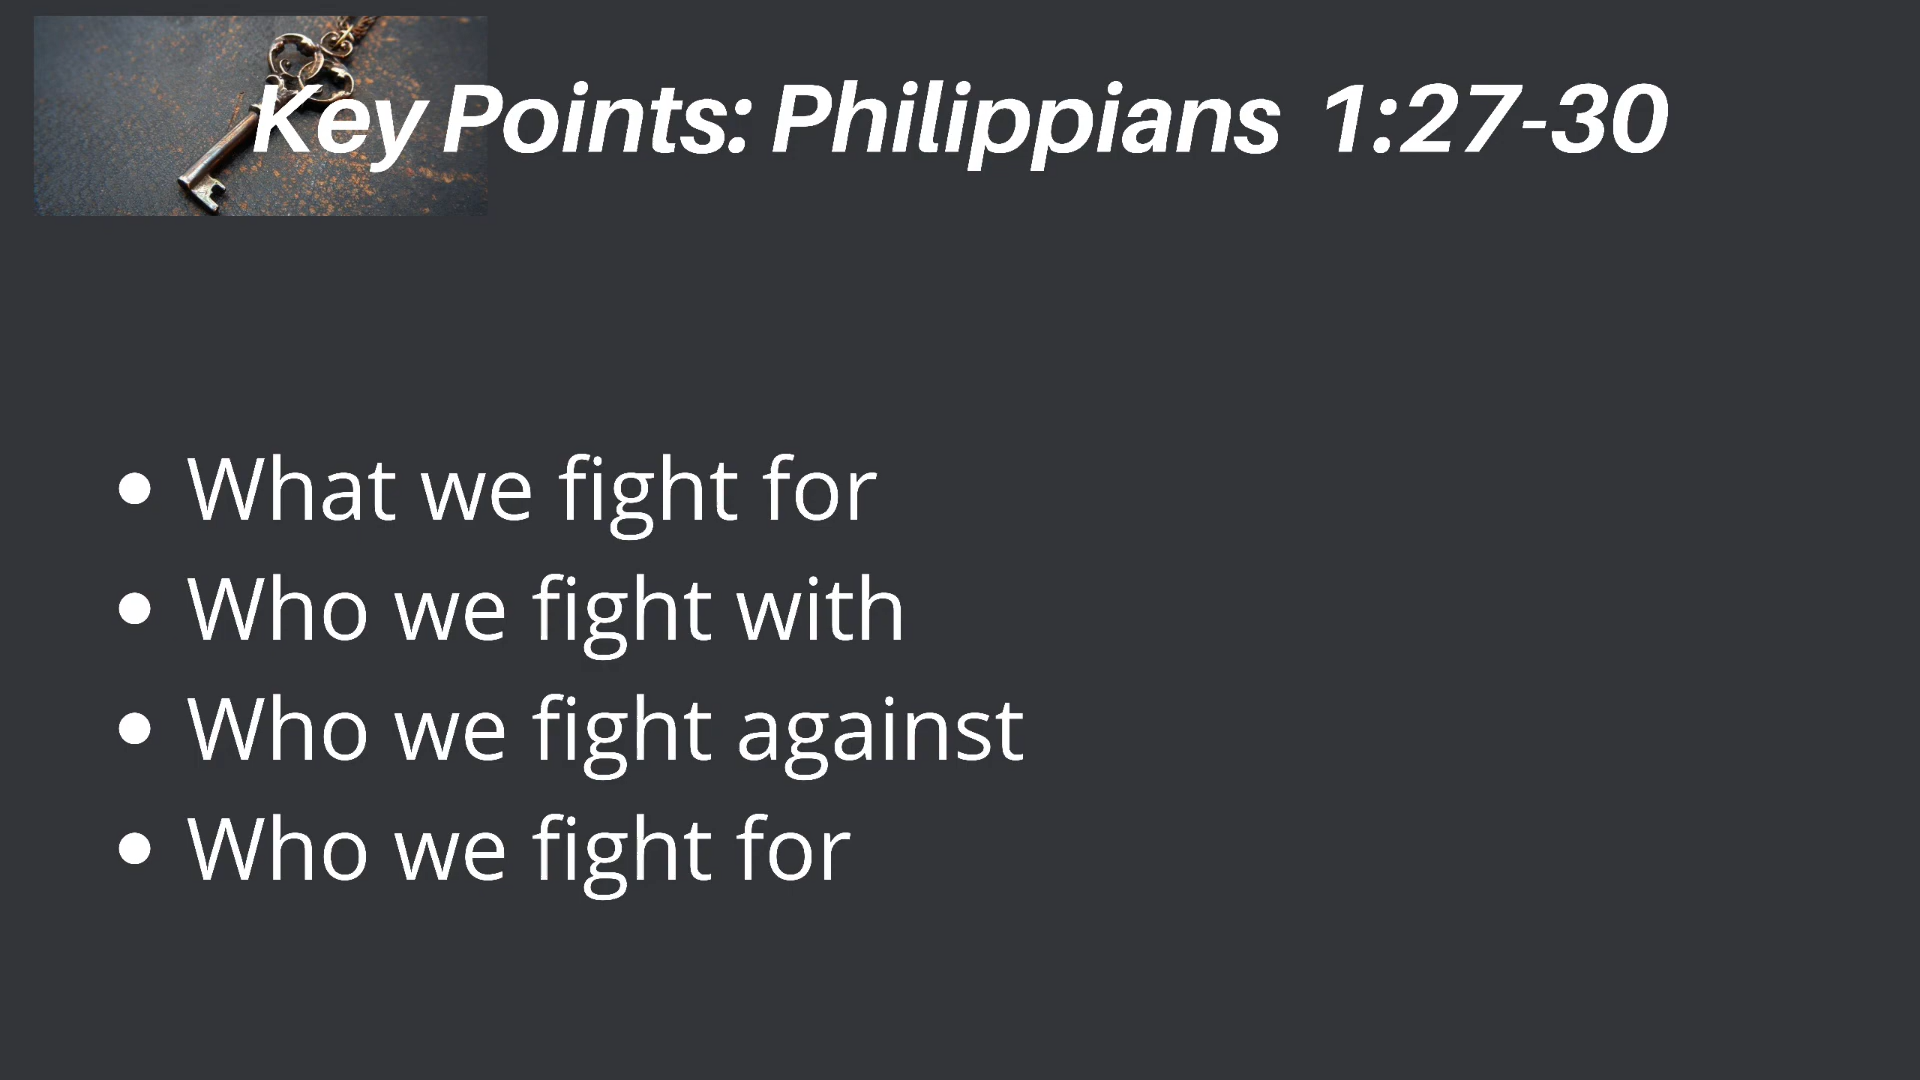 Key Points: Philippians 1:27-30
• What we fight for
• Who we fight with
• Who we fight against
• Who we fight for